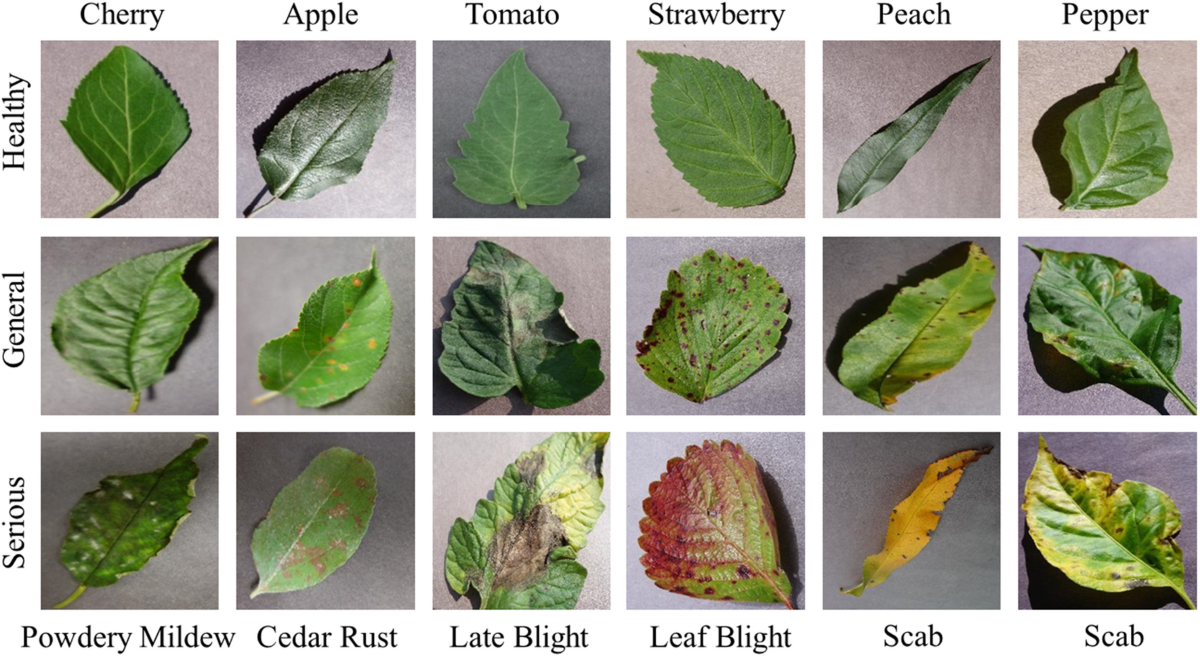 Cherry Apple Tomato Strawberry Peach Pepper
Healthy
General
Serious
Powdery Mildew Cedar Rust Late Blight Leaf Blight Scab Scab